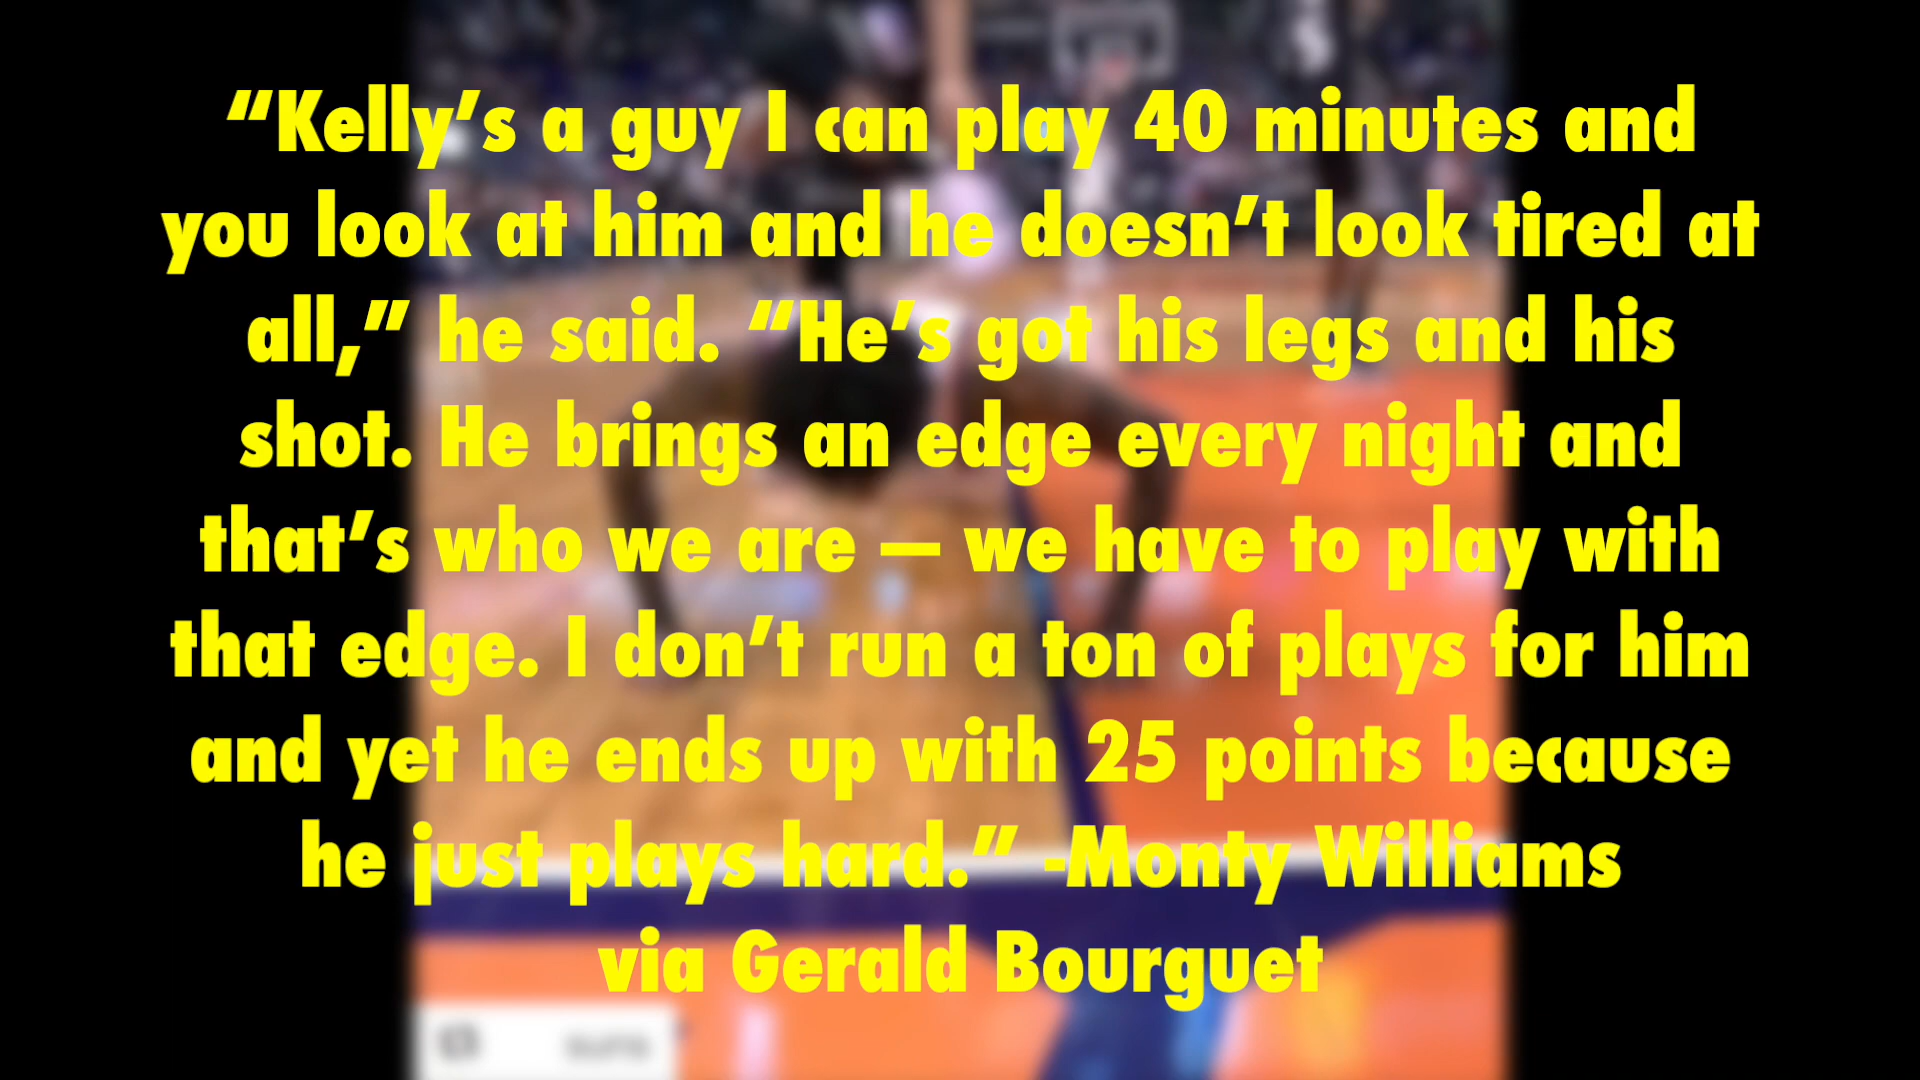 “Kelly’s a guy I can play 40 minutes and
you look at him and he doesn’t look tired at
all,” he said. “He’s got his legs and his
shot. He brings an edge every night and
that’s who we are — we have to play with
that edge. I don’t run a ton of plays for him
and yet he ends up with 25 points because
he just plays hard.” -Monty Williams
via Gerald Bourguet
suns